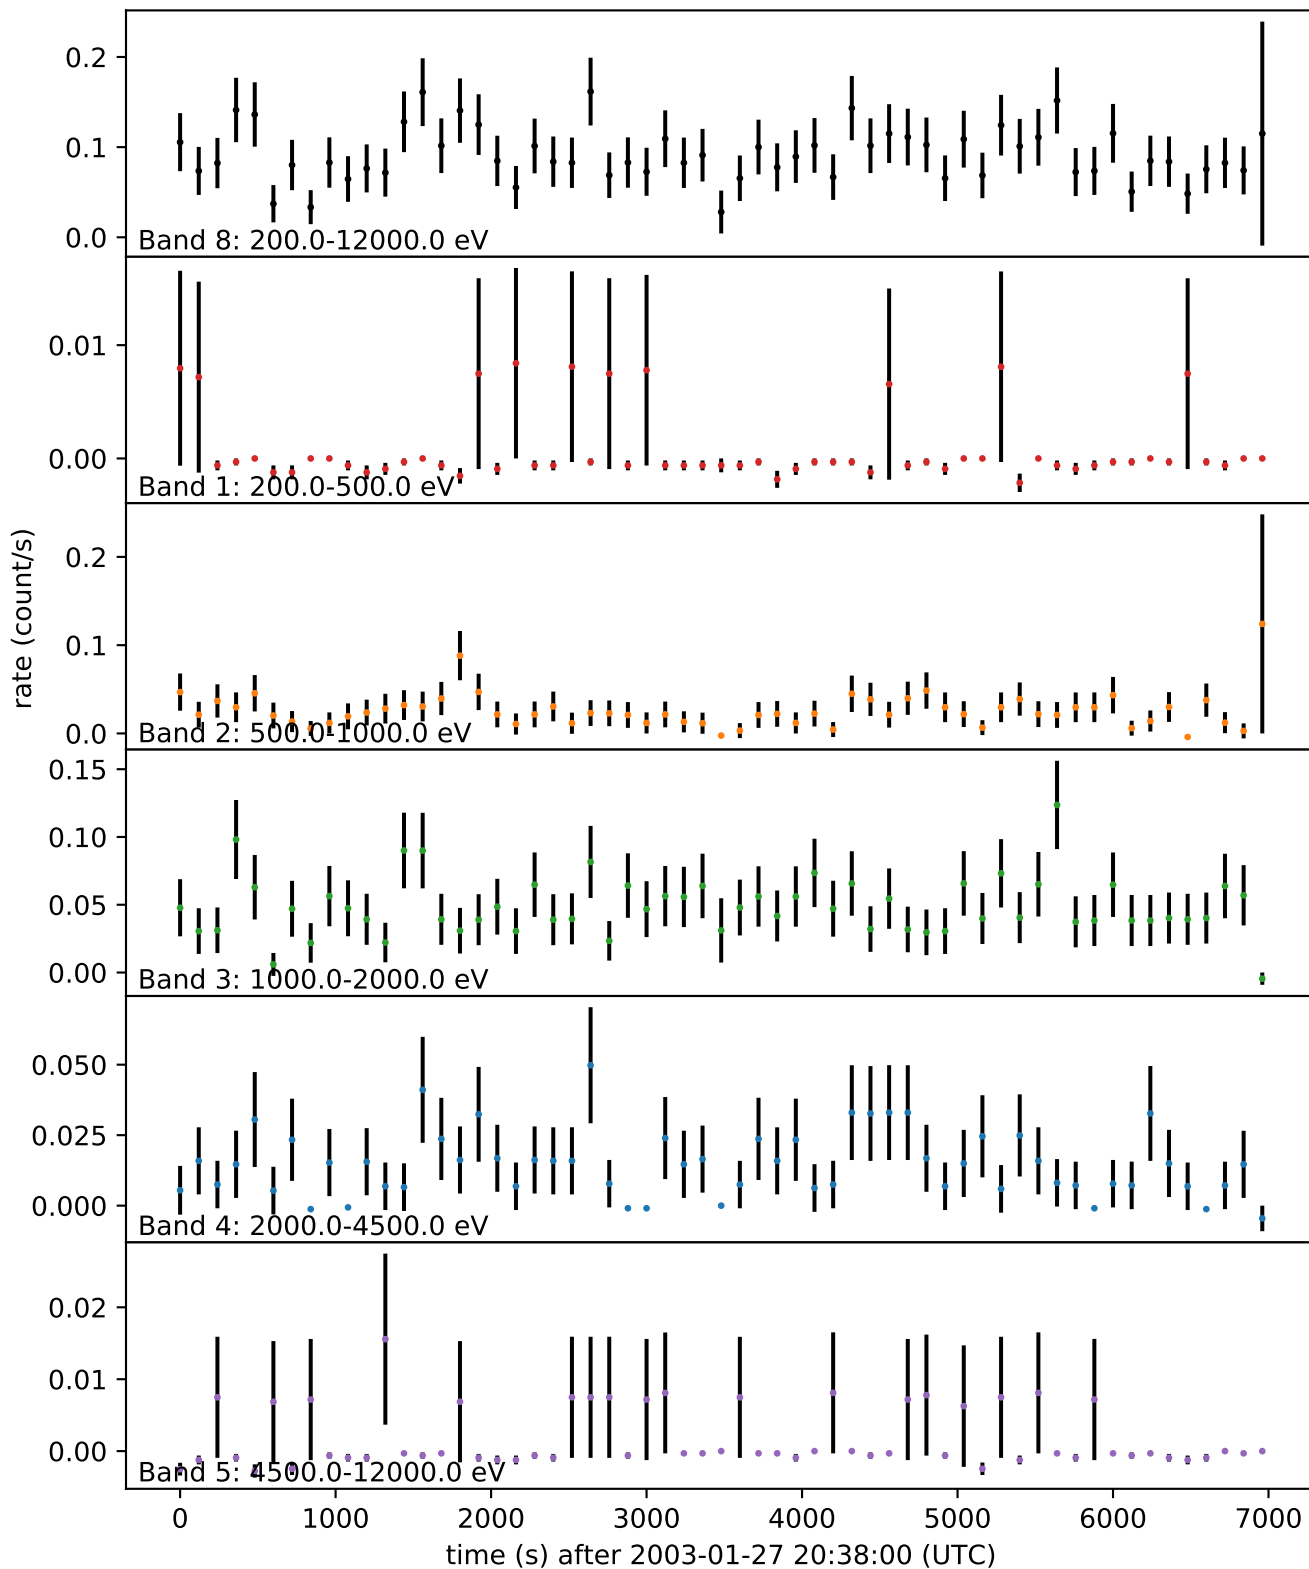 0.2
0.1
0.0
Band 8: 200.0-12000.0 eV
0.01
0.00
Band 1: 200.0-500.0 eV
rate (count/s)
0.2
0.1
0.0
Band 2: 500.0-1000.0 eV
0.15
0.10
0.05
0.00
Band 3: 1000.0-2000.0 eV
0.050
0.025
0.000
Band 4: 2000.0-4500.0 eV
0.02
0.01
0.00
Band 5: 4500.0-12000.0 eV
0 1000 2000 3000 4000 5000 6000 7000
time (s) after 2003-01-27 20:38:00 (UTC)